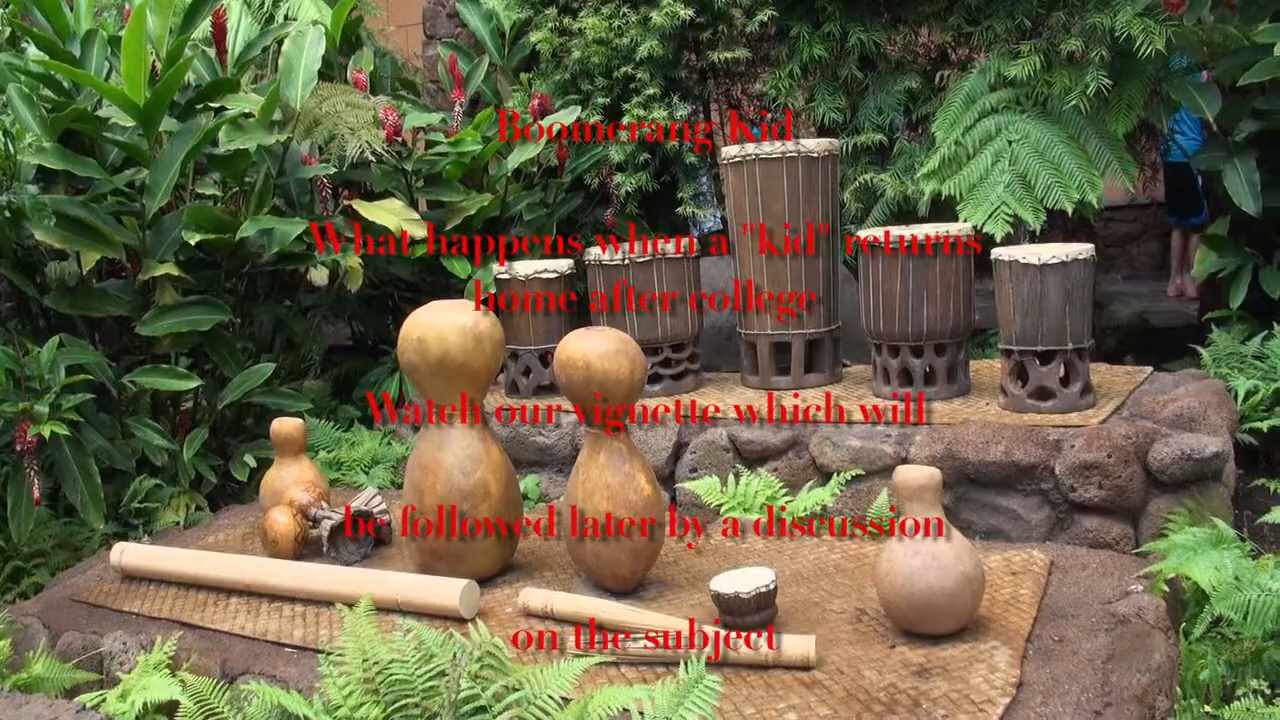 Boomerang Kid
What happens when a "kid" returns
home after college
Watch our vignette which will
be followed later by a discussion
on the subject